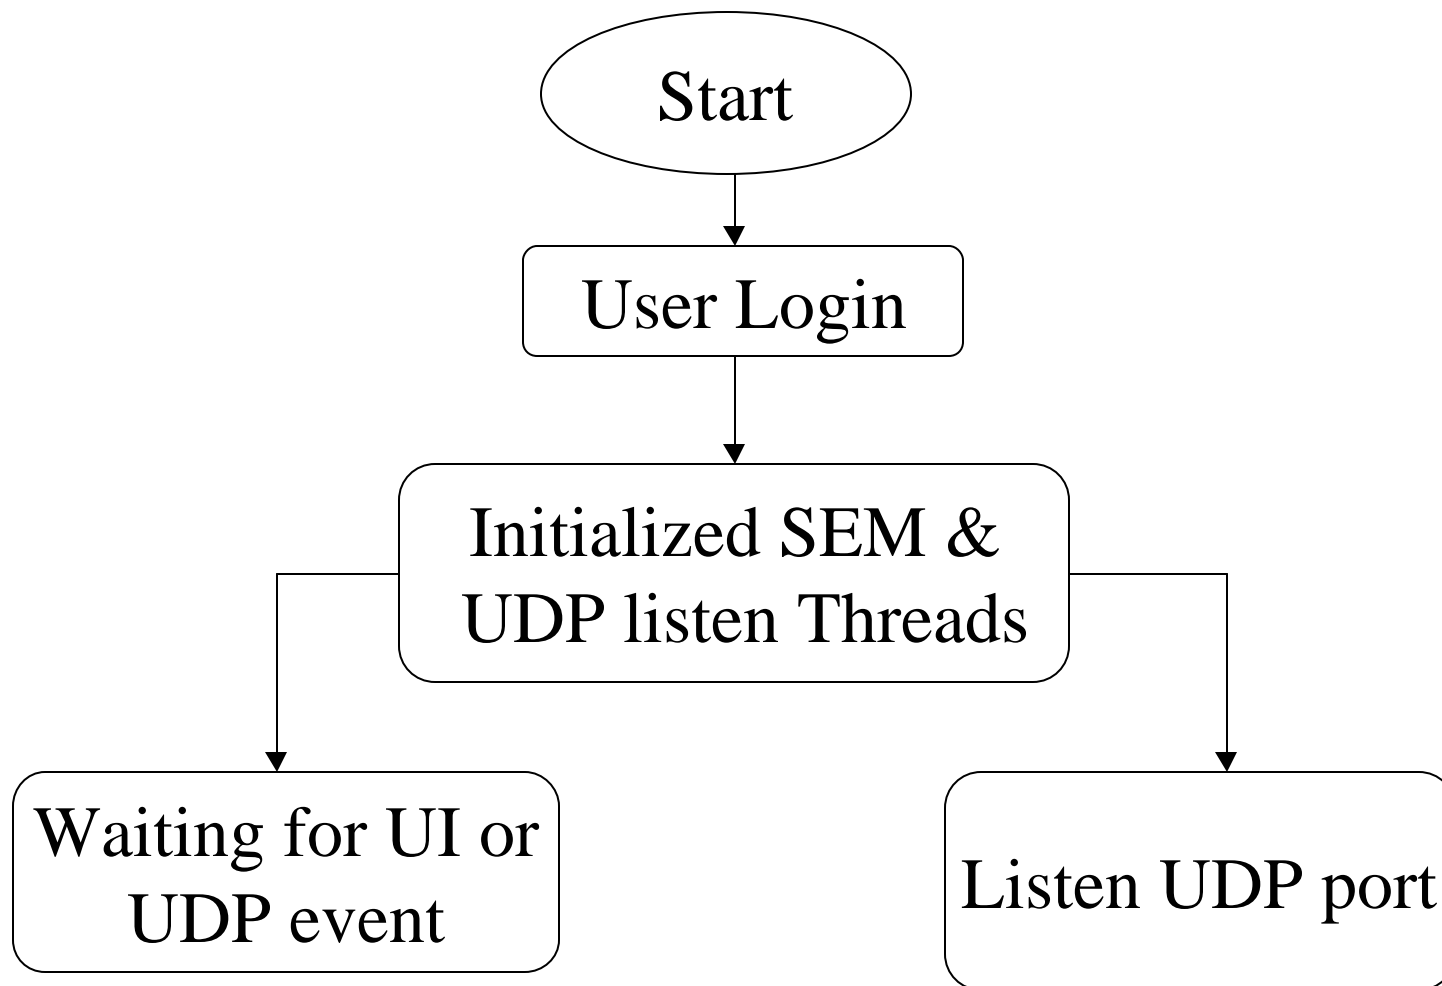 Start
User Login
Initialized SEM &
UDP listen Threads
Waiting for UI or
UDP event
Listen UDP port